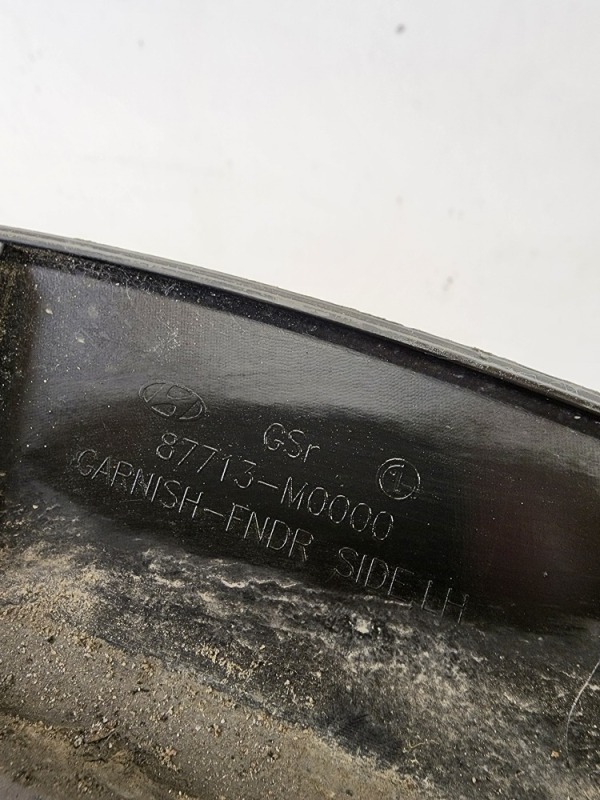 GSr
87713-M0000
GARNISH-FNDR SIDE LH